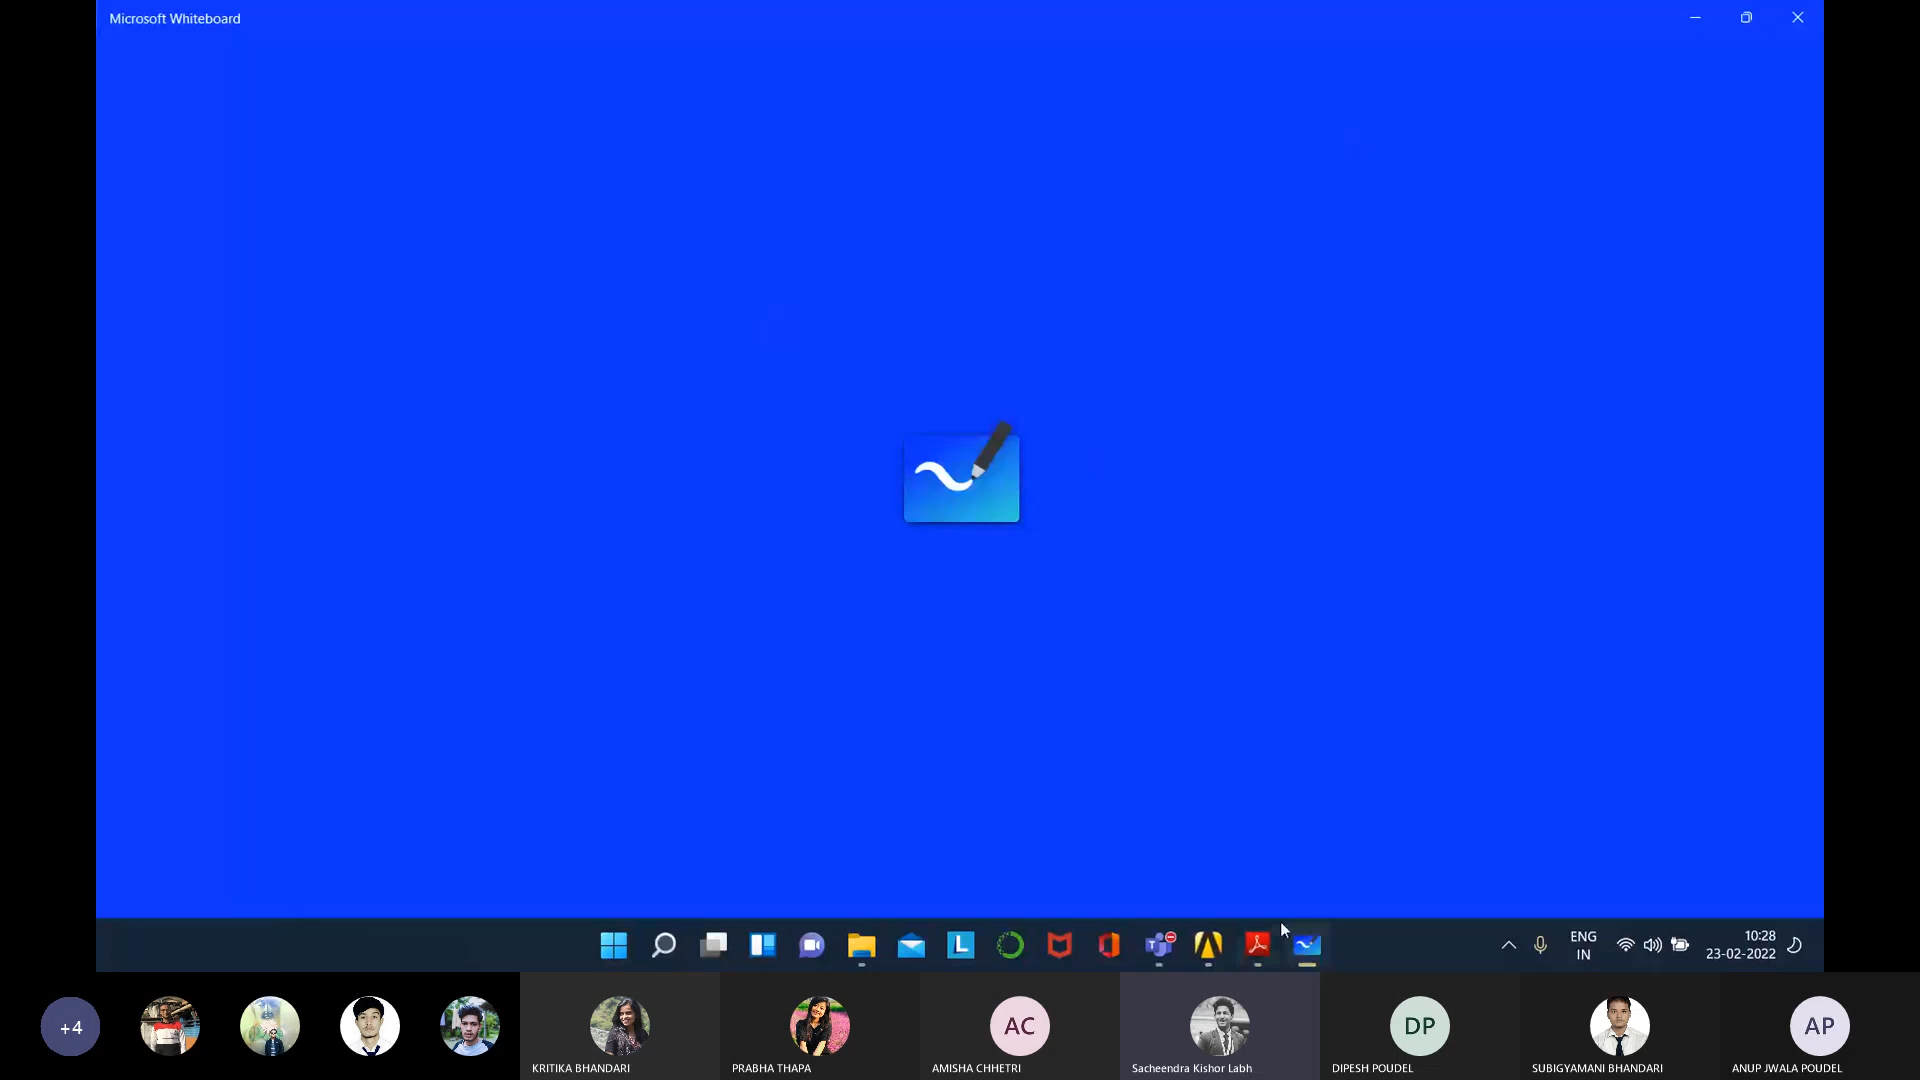 Microsoft Whiteboard
L
ENG
IN
10:28
23-02-2022
+4
KRITIKA BHANDARI
PRABHA THAPA
AC
AMISHA CHHETRI
Sacheendra Kishor Labh
DP
DIPESH POUDEL
SUBIGYAMANI BHANDARI
AP
ANUP JWALA POUDEL